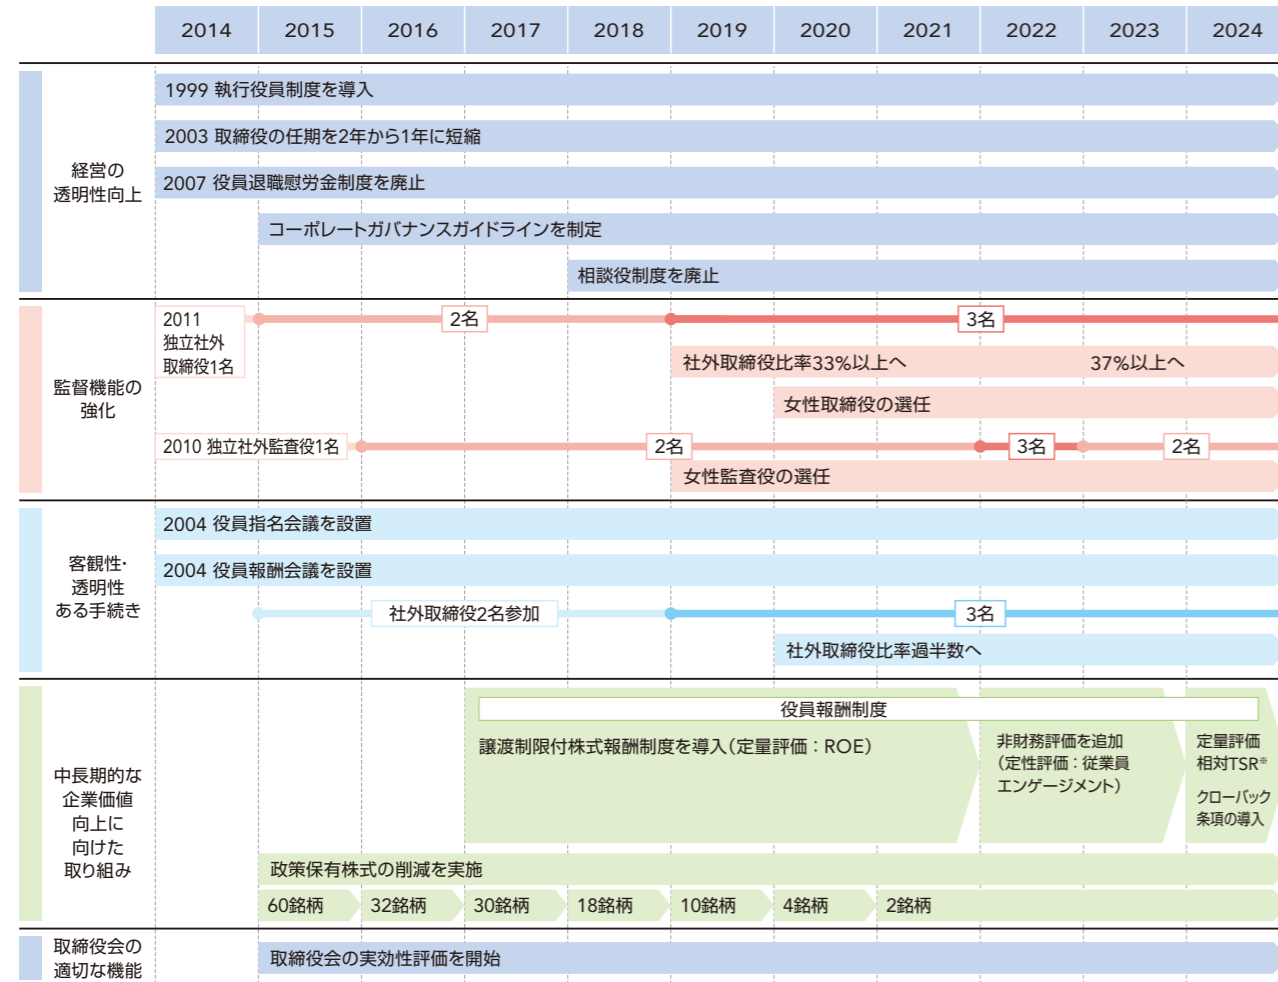 2014 2015 2016 2017 2018 2019 2020 2021 2022 2023 2024
経営の
透明性向上
1999 執行役員制度を導入
2003 取締役の任期を2年から1年に短縮
2007 役員退職慰労金制度を廃止
コーポレートガバナンスガイドラインを制定
相談役制度を廃止
監督機能の
強化
2011
独立社外
取締役1名
2名
3名
社外取締役比率33%以上へ
37%以上へ
女性取締役の選任
2010 独立社外監査役1名
2名
3名
2名
女性監査役の選任
客観性・
透明性
ある手続き
2004 役員指名会議を設置
2004 役員報酬会議を設置
社外取締役2名参加
3名
社外取締役比率過半数へ
中長期的な
企業価値
向上に
向けた
取り組み
役員報酬制度
譲渡制限付株式報酬制度を導入(定量評価：ROE)
非財務評価を追加
(定性評価：従業員
エンゲージメント)
定量評価
相対TSR※
クローバック
条項の導入
政策保有株式の削減を実施
60銘柄 32銘柄 30銘柄 18銘柄 10銘柄 4銘柄 2銘柄
取締役会の
適切な機能
取締役会の実効性評価を開始